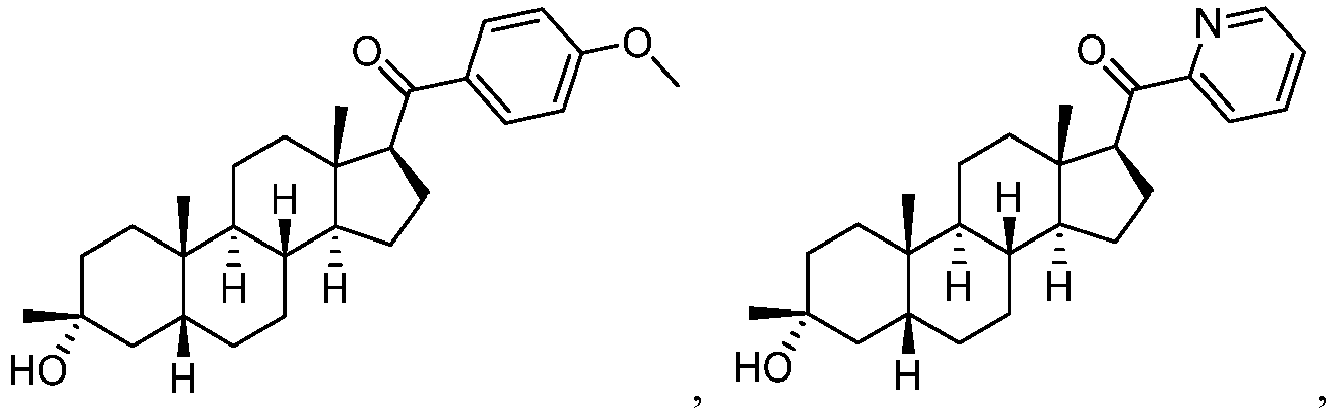 O O N O
H H
H H H H
HO H , HO H ,